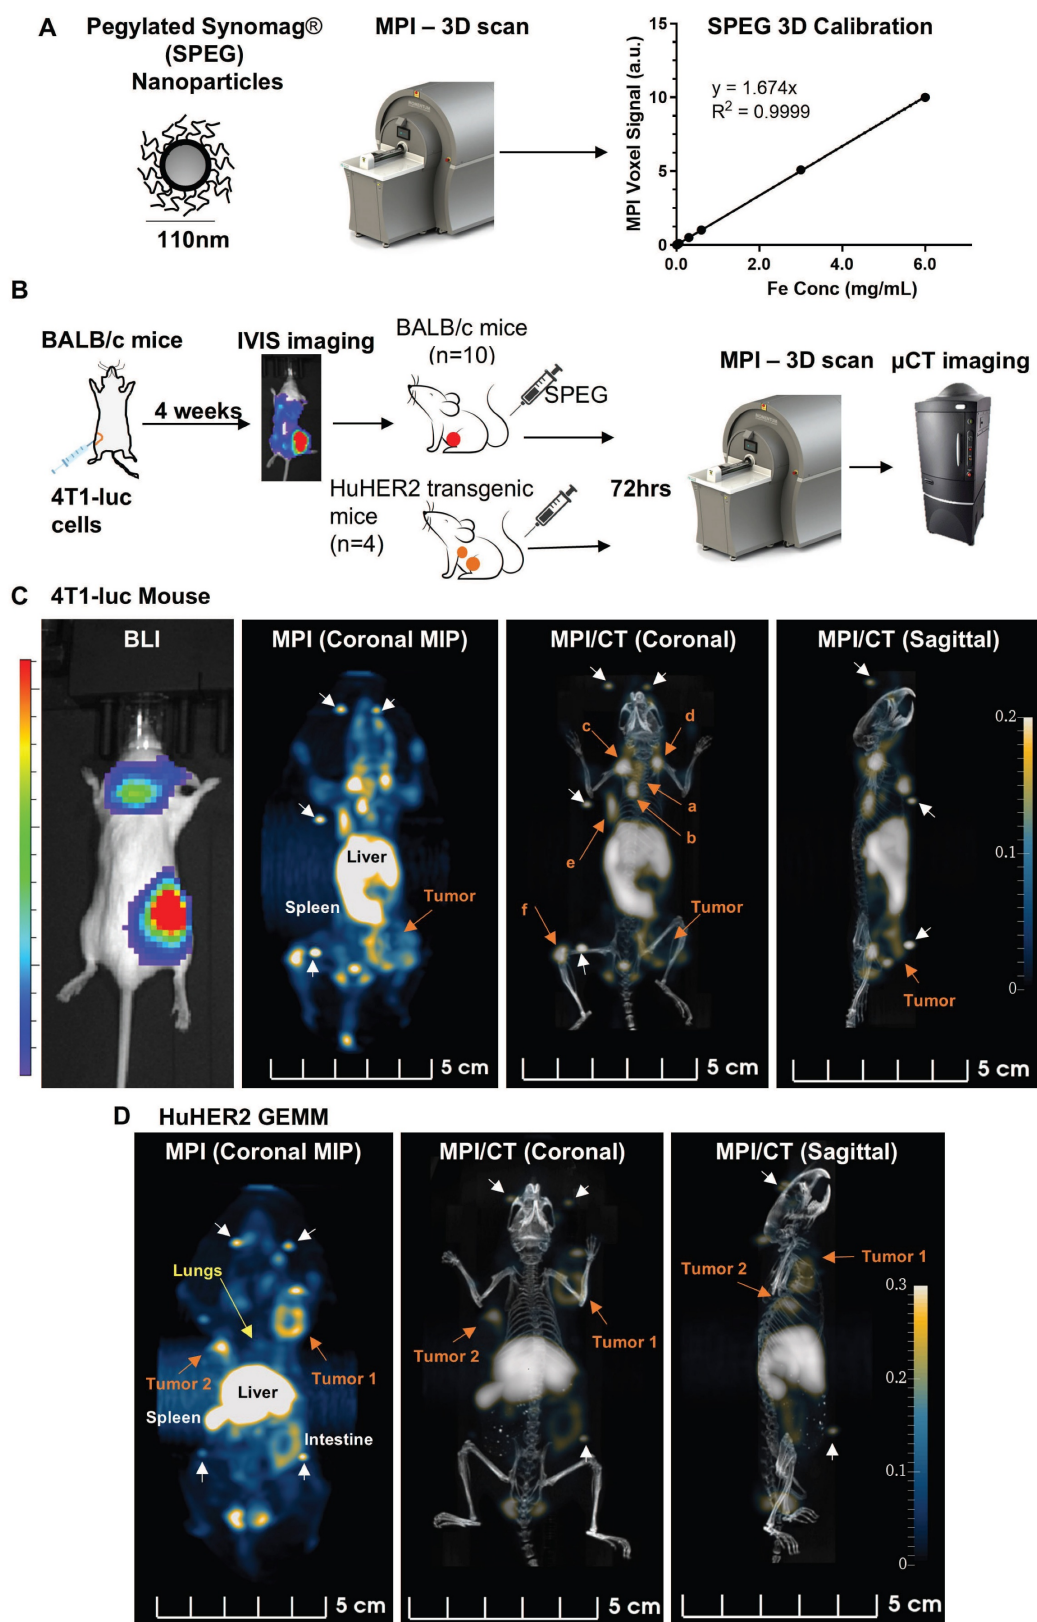 A
Pegylated Synomag®
(SPEG)
Nanoparticles
110nm
MPI – 3D scan
SPEG 3D Calibration
MPI Voxel Signal (a.u.)
15
10
5
0
y = 1.674x
R² = 0.9999
0.0 2.0 4.0 6.0
Fe Conc (mg/mL)
B
BALB/c mice
4T1-luc
cells
4 weeks
IVIS imaging
BALB/c mice
(n=10)
SPEG
HuHER2 transgenic
mice
(n=4)
72hrs
MPI – 3D scan
µCT imaging
C 4T1-luc Mouse
BLI
MPI (Coronal MIP)
Liver
Spleen
Tumor
5 cm
MPI/CT (Coronal)
c
d
a
b
e
f
Tumor
5 cm
MPI/CT (Sagittal)
Tumor
0.2
0.1
0
5 cm
D HuHER2 GEMM
MPI (Coronal MIP)
Lungs
Tumor 2
Tumor 1
Liver
Spleen
Intestine
5 cm
MPI/CT (Coronal)
Tumor 2
Tumor 1
5 cm
MPI/CT (Sagittal)
Tumor 1
Tumor 2
0.3
0.2
0.1
0
5 cm